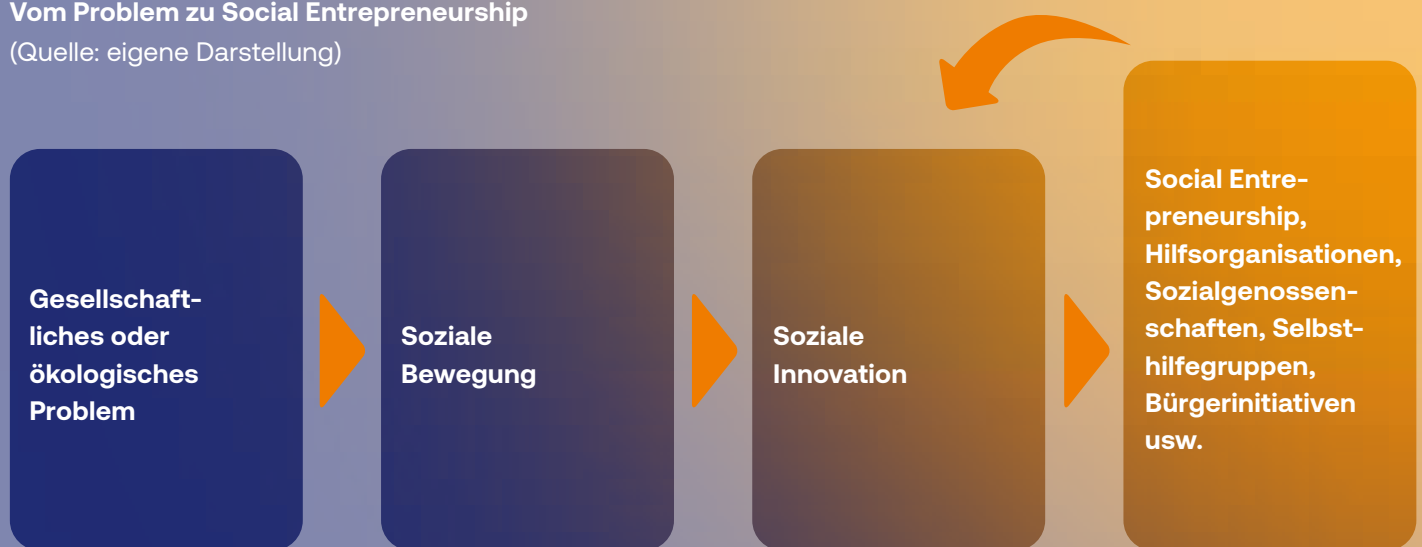 Vom Problem zu Social Entrepreneurship
(Quelle: eigene Darstellung)
Gesellschaft-
liches oder
ökologisches
Problem
Soziale
Bewegung
Soziale
Innovation
Social Entre-
preneurship,
Hilfsorganisationen,
Sozialgenossen-
schaften, Selbst-
hilfegruppen,
Bürgerinitiativen
usw.